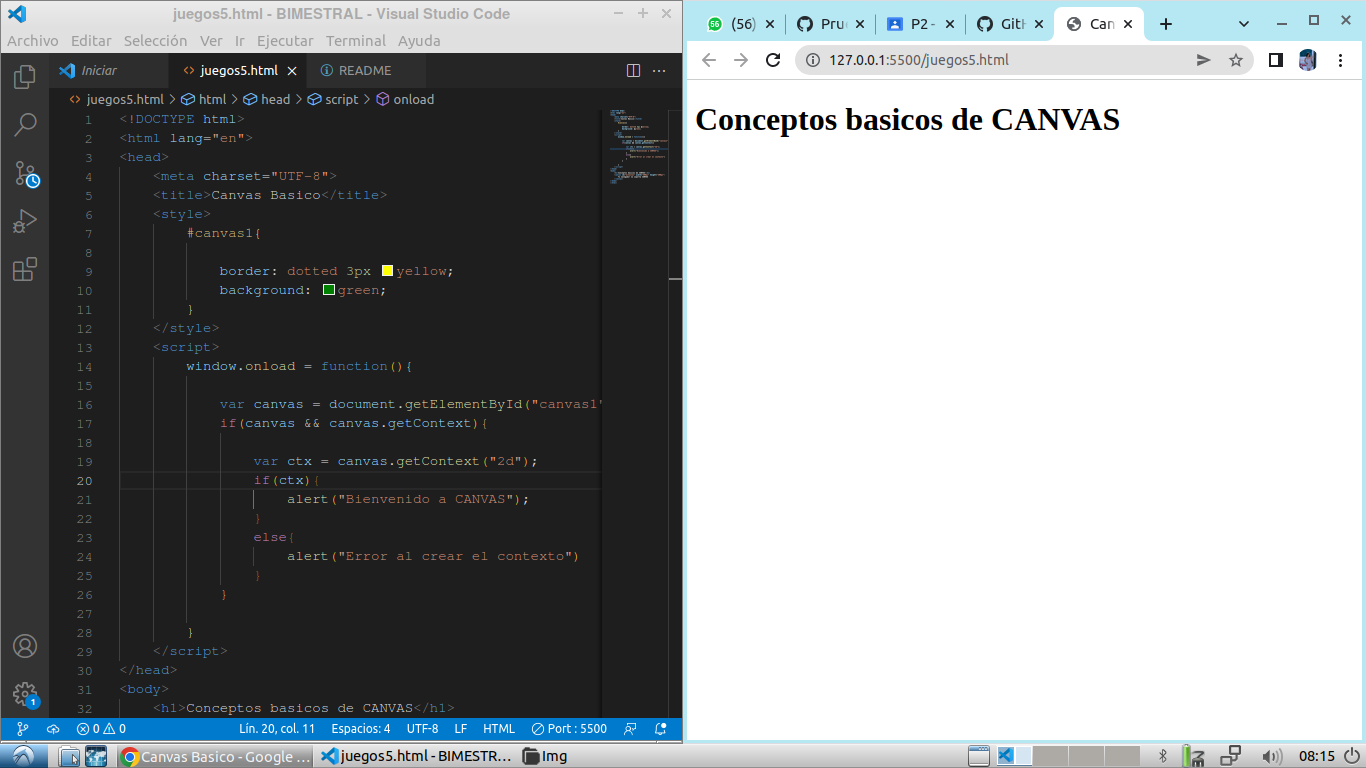 juegos5.html - BIMESTRAL - Visual Studio Code
Archivo Editar Selección Ver Ir Ejecutar Terminal Ayuda
Iniciar juegos5.html README
juegos5.html html head script onload
1 <!DOCTYPE html>
2 <html lang="en">
3 <head>
4 <meta charset="UTF-8">
5 <title>Canvas Basico</title>
6 <style>
7 #canvas1{
8
9 border: dotted 3px yellow;
10 background: green;
11 }
12 </style>
13 <script>
14 window.onload = function(){
15
16 var canvas = document.getElementById("canvas1"
17 if(canvas && canvas.getContext){
18
19 var ctx = canvas.getContext("2d");
20 if(ctx){
21 alert("Bienvenido a CANVAS");
22 }
23 else{
24 alert("Error al crear el contexto")
25 }
26 }
27
28 }
29 </script>
30 </head>
31 <body>
32 <h1>Conceptos basicos de CANVAS</h1>
1
0 0 Lín. 20, col. 11 Espacios: 4 UTF-8 LF HTML Port : 5500
56 (56) Pru P2 - GitH Can
127.0.0.1:5500/juegos5.html
Conceptos basicos de CANVAS
Canvas Basico - Google ... juegos5.html - BIMESTR... Img 08:15